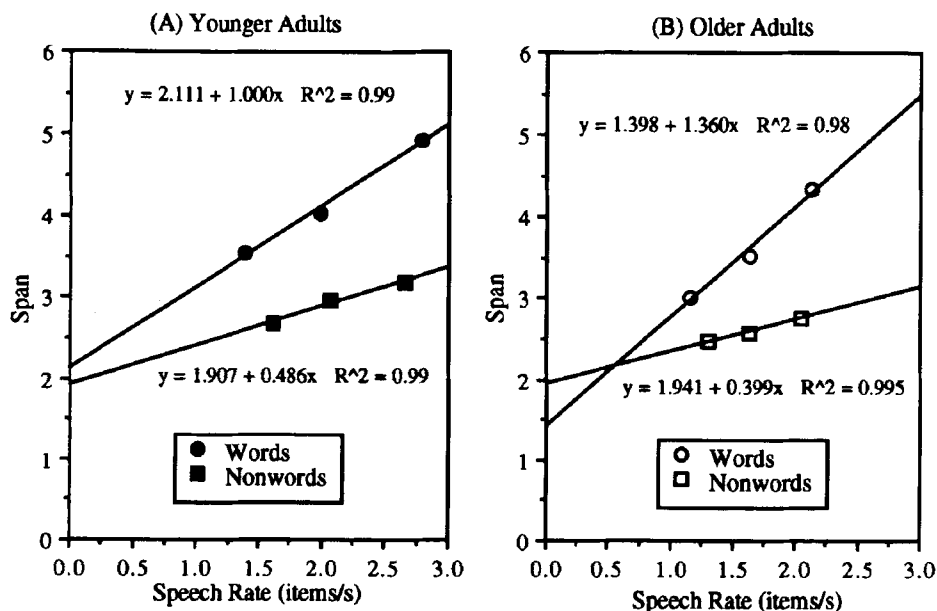 (A) Younger Adults
6
5
4
3
2
1
0
Span
y = 2.111 + 1.000x R^2 = 0.99
y = 1.907 + 0.486x R^2 = 0.99
Words
Nonwords
0.0 0.5 1.0 1.5 2.0 2.5 3.0
Speech Rate (items/s)
(B) Older Adults
6
5
4
3
2
1
0
Span
y = 1.398 + 1.360x R^2 = 0.98
y = 1.941 + 0.399x R^2 = 0.995
Words
Nonwords
0.0 0.5 1.0 1.5 2.0 2.5 3.0
Speech Rate (items/s)